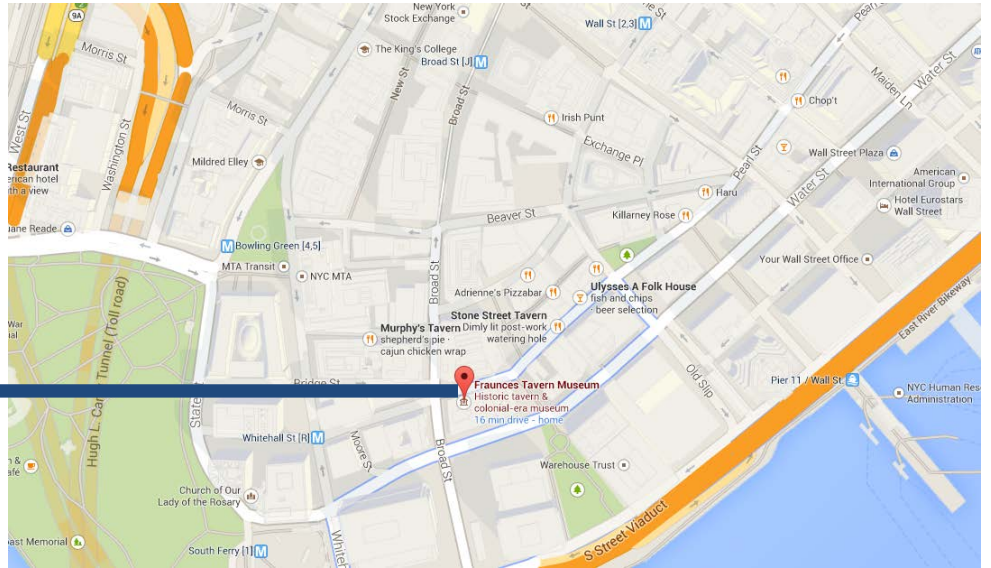 9A
Morris St
West St
Washington St
New York
Stock Exchange
Wall St [2,3]
The King's College
Broad St [J]
New St
Broad St
Morris St
Mildred Elley
Irish Punt
Exchange Pl
Chop't
Pearl St
Maiden Ln
Water St
Pearl St
Water St
Wall Street Plaza
American
International Group
Hotel Eurostars
Wall Street
Restaurant
erican hotel
ith a view
uane Reade
Haru
Beaver St
Killarney Rose
Bowling Green [4,5]
MTA Transit
NYC MTA
Broad St
Your Wall Street Office
Adrienne's Pizzabar
Ulysses A Folk House
fish and chips
· beer selection
Stone Street Tavern
Dimly lit post-work
watering hole
Murphy's Tavern
shepherd's pie ·
cajun chicken wrap
East River Bikeway
War
Hugh L. Car
Tunnel (Toll road)
State
Bridge St
Fraunces Tavern Museum
Historic tavern &
colonial-era museum
16 min drive - home
Old Slip
Pier 11 / Wall St.
NYC Human Res
Administration
Whitehall St [R]
Moore S
Broad St
Warehouse Trust
Church of Our
Lady of the Rosary
n &
afé
oast Memorial
South Ferry [1]
White
S Street Viaduct